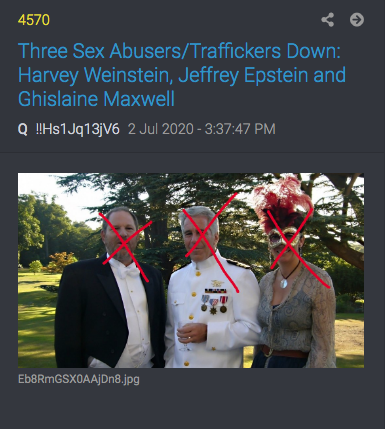 4570
Three Sex Abusers/Traffickers Down:
Harvey Weinstein, Jeffrey Epstein and
Ghislaine Maxwell
Q !!Hs1Jq13jV6 2 Jul 2020 - 3:37:47 PM
Eb8RmGSX0AAjDn8.jpg